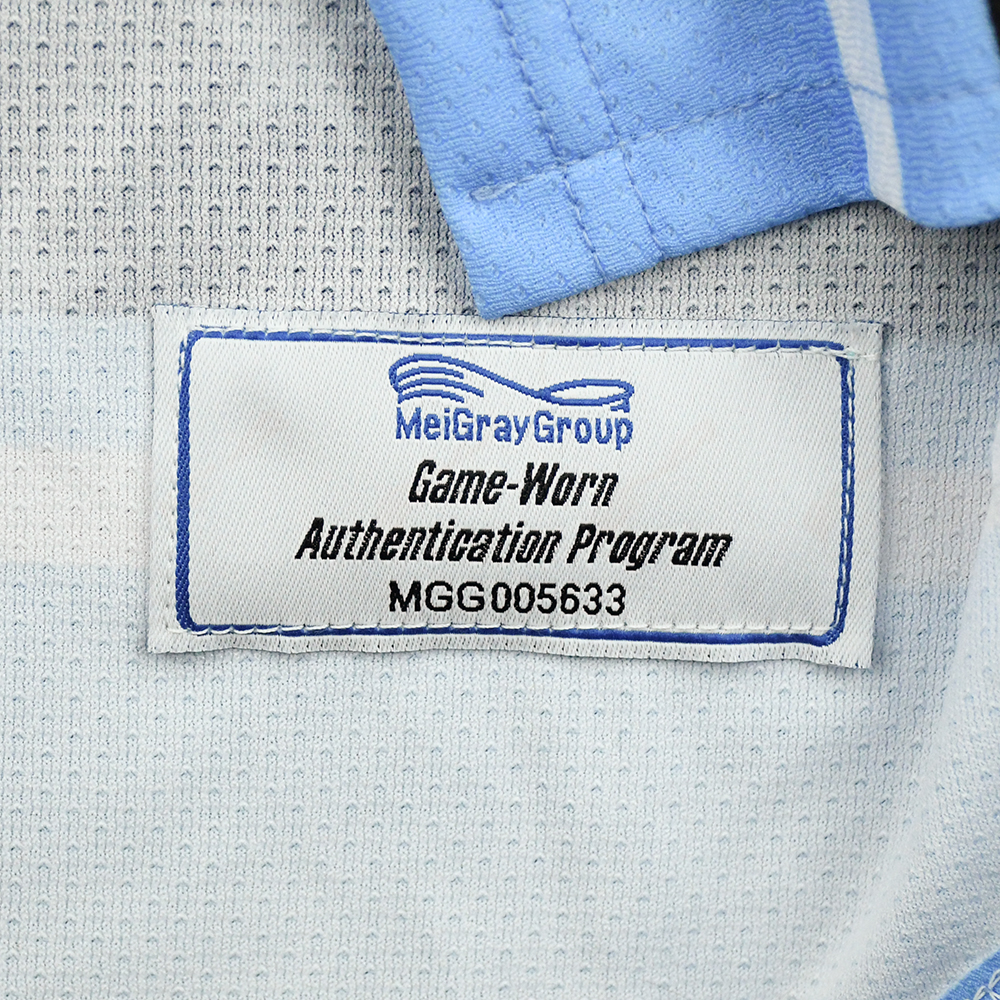 MeiGrayGroup
Game-Worn
Authentication Program
MGG005633